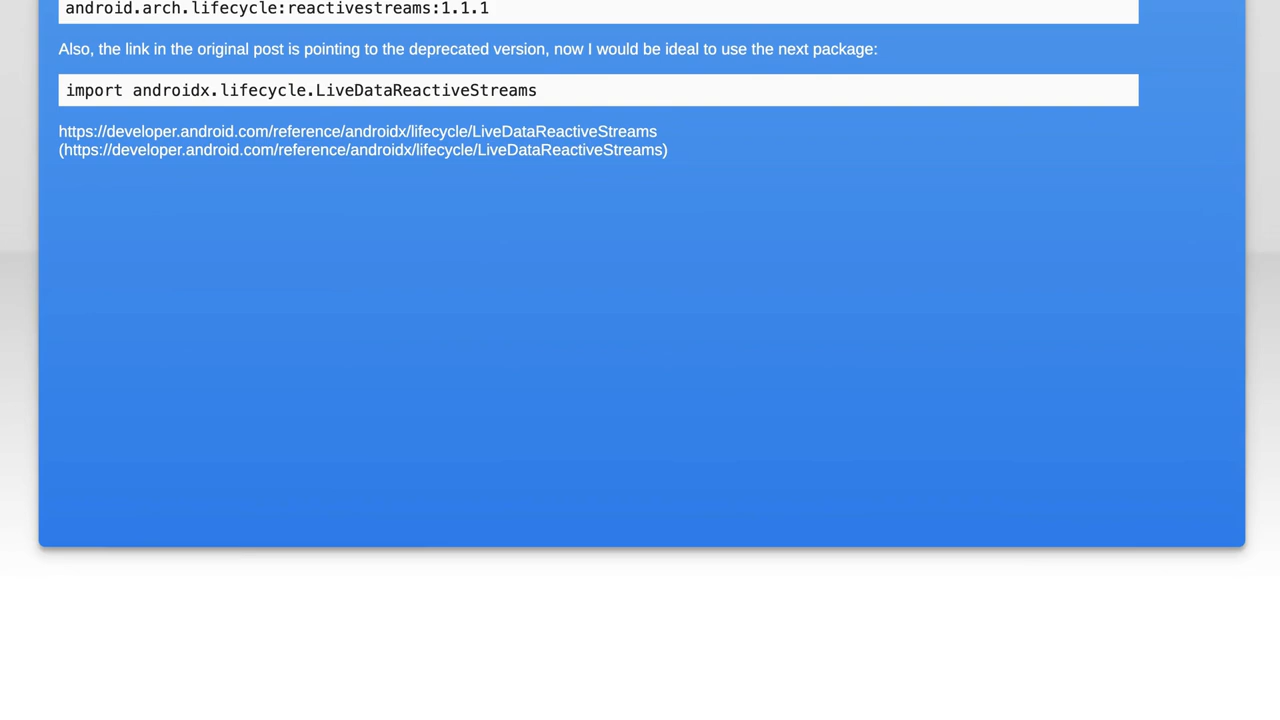 android.arch.lifecycle:reactivestreams:1.1.1
Also, the link in the original post is pointing to the deprecated version, now I would be ideal to use the next package:
import androidx.lifecycle.LiveDataReactiveStreams
https://developer.android.com/reference/androidx/lifecycle/LiveDataReactiveStreams
(https://developer.android.com/reference/androidx/lifecycle/LiveDataReactiveStreams)